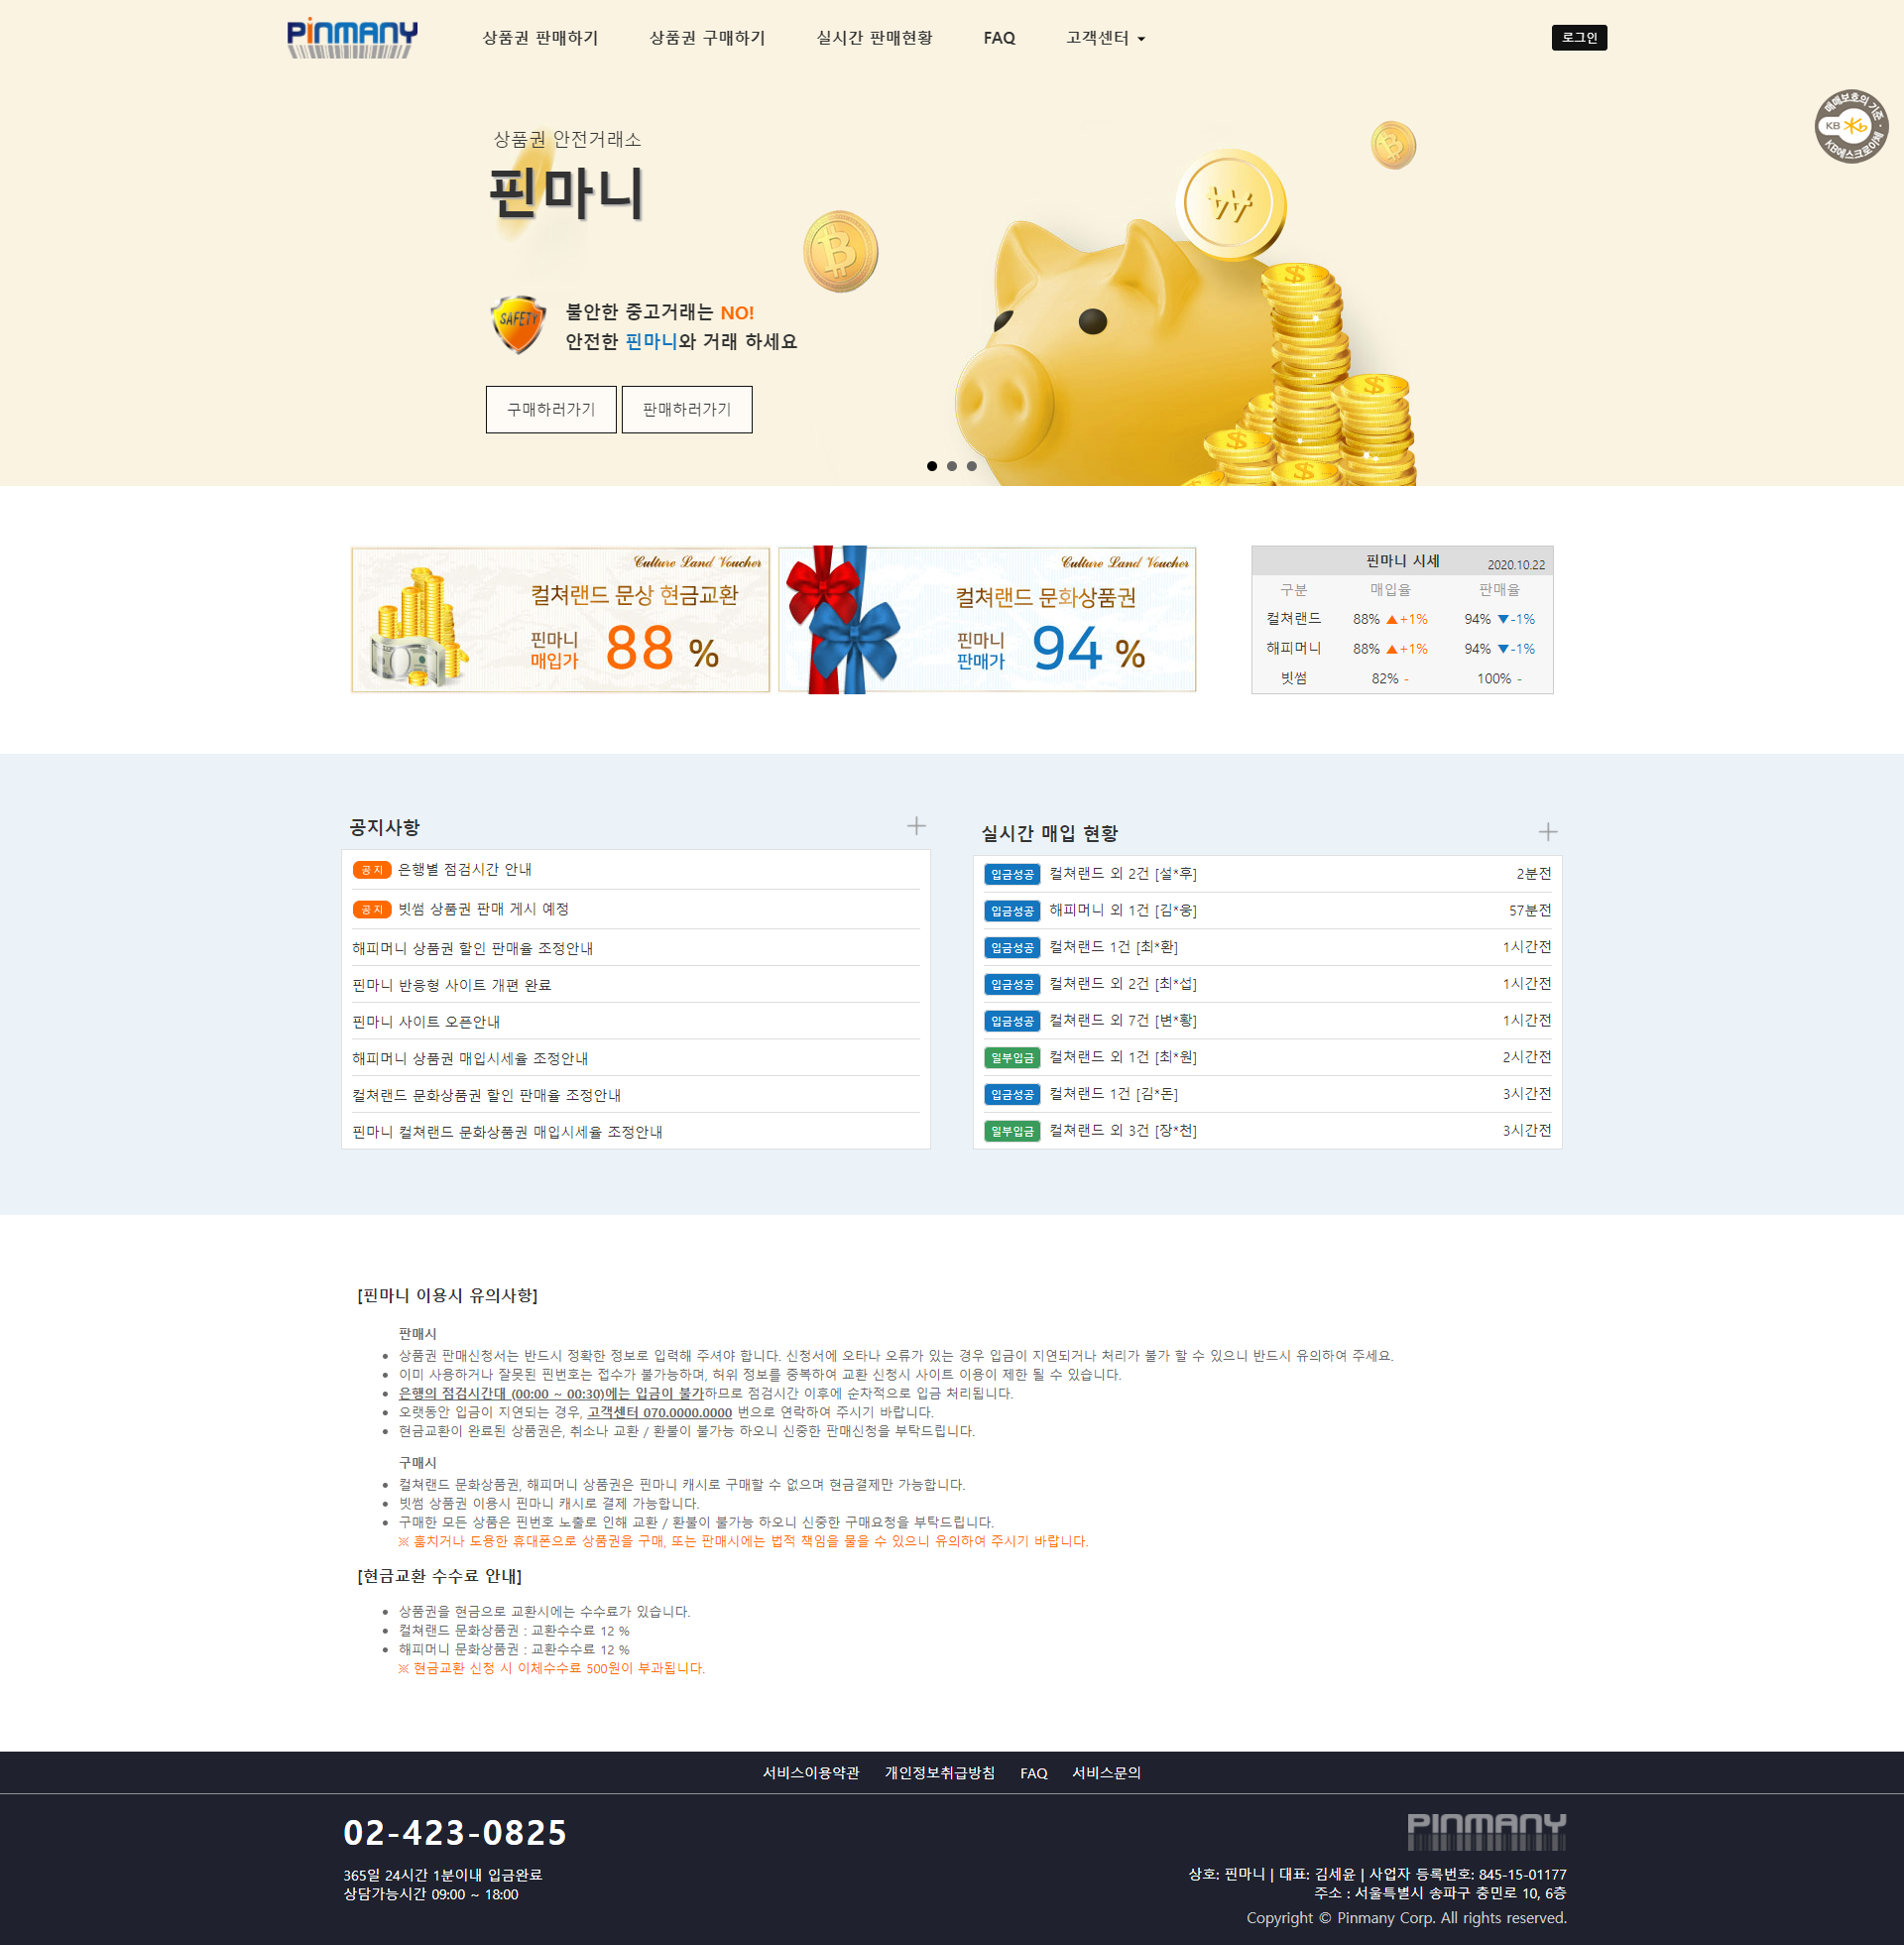 PINMANY
상품권 판매하기
상품권 구매하기
실시간 판매현황
FAQ
고객센터
로그인
매매보호의 기준 · KB에스크로이체
KB
상품권 안전거래소
핀마니
SAFETY
불안한 중고거래는 NO!
안전한 핀마니와 거래 하세요
구매하러가기
판매하러가기
Culture Land Voucher
컬쳐랜드 문상 현금교환
핀마니
매입가
88 %
Culture Land Voucher
컬쳐랜드 문화상품권
핀마니
판매가
94 %
핀마니 시세 2020.10.22
구분 매입율 판매율
컬쳐랜드 88% ▲+1% 94% ▼-1%
해피머니 88% ▲+1% 94% ▼-1%
빗썸 82% - 100% -
공지사항
공지 은행별 점검시간 안내
공지 빗썸 상품권 판매 게시 예정
해피머니 상품권 할인 판매율 조정안내
핀마니 반응형 사이트 개편 완료
핀마니 사이트 오픈안내
해피머니 상품권 매입시세율 조정안내
컬쳐랜드 문화상품권 할인 판매율 조정안내
핀마니 컬쳐랜드 문화상품권 매입시세율 조정안내
실시간 매입 현황
입금성공 컬쳐랜드 외 2건 [설*후] 2분전
입금성공 해피머니 외 1건 [김*웅] 57분전
입금성공 컬쳐랜드 1건 [최*환] 1시간전
입금성공 컬쳐랜드 외 2건 [최*섭] 1시간전
입금성공 컬쳐랜드 외 7건 [변*황] 1시간전
일부입금 컬쳐랜드 외 1건 [최*원] 2시간전
입금성공 컬쳐랜드 1건 [김*돈] 3시간전
일부입금 컬쳐랜드 외 3건 [장*천] 3시간전
[핀마니 이용시 유의사항]
판매시
상품권 판매신청서는 반드시 정확한 정보로 입력해 주셔야 합니다. 신청서에 오타나 오류가 있는 경우 입금이 지연되거나 처리가 불가 할 수 있으니 반드시 유의하여 주세요.
이미 사용하거나 잘못된 핀번호는 접수가 불가능하며, 허위 정보를 중복하여 교환 신청시 사이트 이용이 제한 될 수 있습니다.
은행의 점검시간대 (00:00 ~ 00:30)에는 입금이 불가하므로 점검시간 이후에 순차적으로 입금 처리됩니다.
오랫동안 입금이 지연되는 경우, 고객센터 070.0000.0000 번으로 연락하여 주시기 바랍니다.
현금교환이 완료된 상품권은, 취소나 교환 / 환불이 불가능 하오니 신중한 판매신청을 부탁드립니다.
구매시
컬쳐랜드 문화상품권, 해피머니 상품권은 핀마니 캐시로 구매할 수 없으며 현금결제만 가능합니다.
빗썸 상품권 이용시 핀마니 캐시로 결제 가능합니다.
구매한 모든 상품은 핀번호 노출로 인해 교환 / 환불이 불가능 하오니 신중한 구매요청을 부탁드립니다.
※ 훔치거나 도용한 휴대폰으로 상품권을 구매, 또는 판매시에는 법적 책임을 물을 수 있으니 유의하여 주시기 바랍니다.
[현금교환 수수료 안내]
상품권을 현금으로 교환시에는 수수료가 있습니다.
컬쳐랜드 문화상품권 : 교환수수료 12 %
해피머니 문화상품권 : 교환수수료 12 %
※ 현금교환 신청 시 이체수수료 500원이 부과됩니다.
서비스이용약관
개인정보취급방침
FAQ
서비스문의
02-423-0825
365일 24시간 1분이내 입금완료
상담가능시간 09:00 ~ 18:00
PINMANY
상호: 핀마니 | 대표: 김세윤 | 사업자 등록번호: 845-15-01177
주소 : 서울특별시 송파구 충민로 10, 6층
Copyright © Pinmany Corp. All rights reserved.